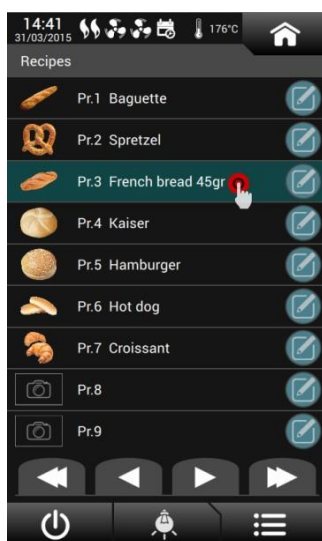 14:41
31/03/2015
176°C
Recipes
Pr.1 Baguette
Pr.2 Spretzel
Pr.3 French bread 45gr
Pr.4 Kaiser
Pr.5 Hamburger
Pr.6 Hot dog
Pr.7 Croissant
Pr.8
Pr.9